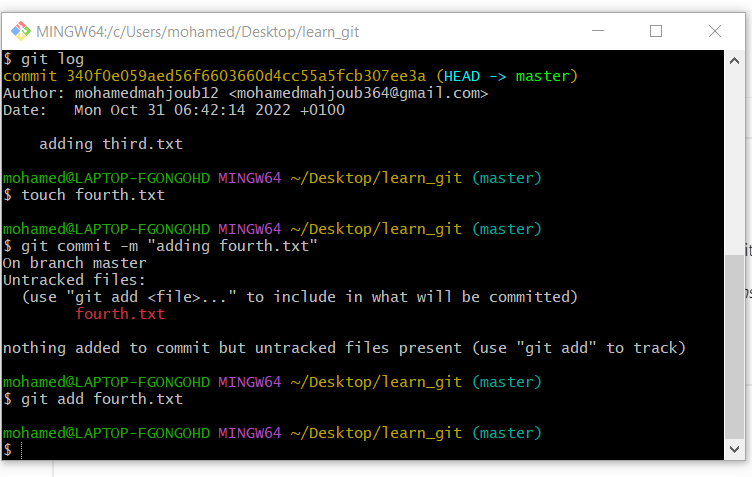 MINGW64:/c/Users/mohamed/Desktop/learn_git
$ git log
commit 340f0e059aed56f6603660d4cc55a5fcb307ee3a (HEAD -> master)
Author: mohamedmahjoub12 <mohamedmahjoub364@gmail.com>
Date:   Mon Oct 31 06:42:14 2022 +0100
adding third.txt
mohamed@LAPTOP-FGONGOHD MINGW64 ~/Desktop/learn_git (master)
$ touch fourth.txt
mohamed@LAPTOP-FGONGOHD MINGW64 ~/Desktop/learn_git (master)
$ git commit -m "adding fourth.txt"
On branch master
Untracked files:
(use "git add <file>..." to include in what will be committed)
fourth.txt
nothing added to commit but untracked files present (use "git add" to track)
mohamed@LAPTOP-FGONGOHD MINGW64 ~/Desktop/learn_git (master)
$ git add fourth.txt
mohamed@LAPTOP-FGONGOHD MINGW64 ~/Desktop/learn_git (master)
$